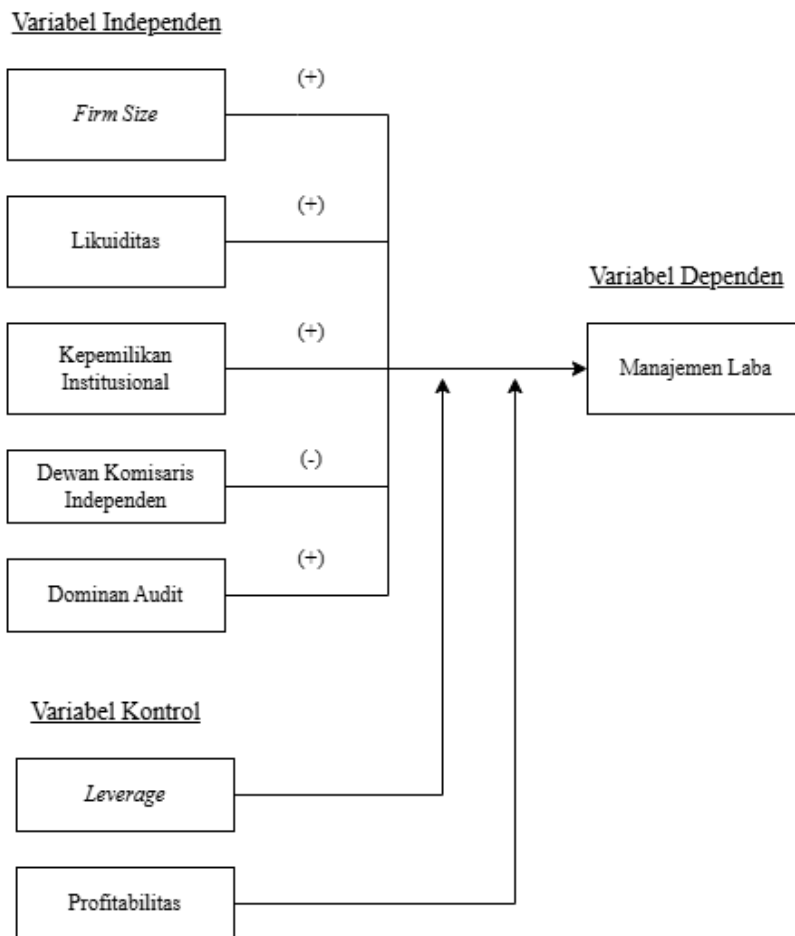 Variabel Independen
(+)
Firm Size
(+)
Likuiditas
Variabel Dependen
(+)
Kepemilikan
Institusional
Manajemen Laba
(-)
Dewan Komisaris
Independen
(+)
Dominan Audit
Variabel Kontrol
Leverage
Profitabilitas